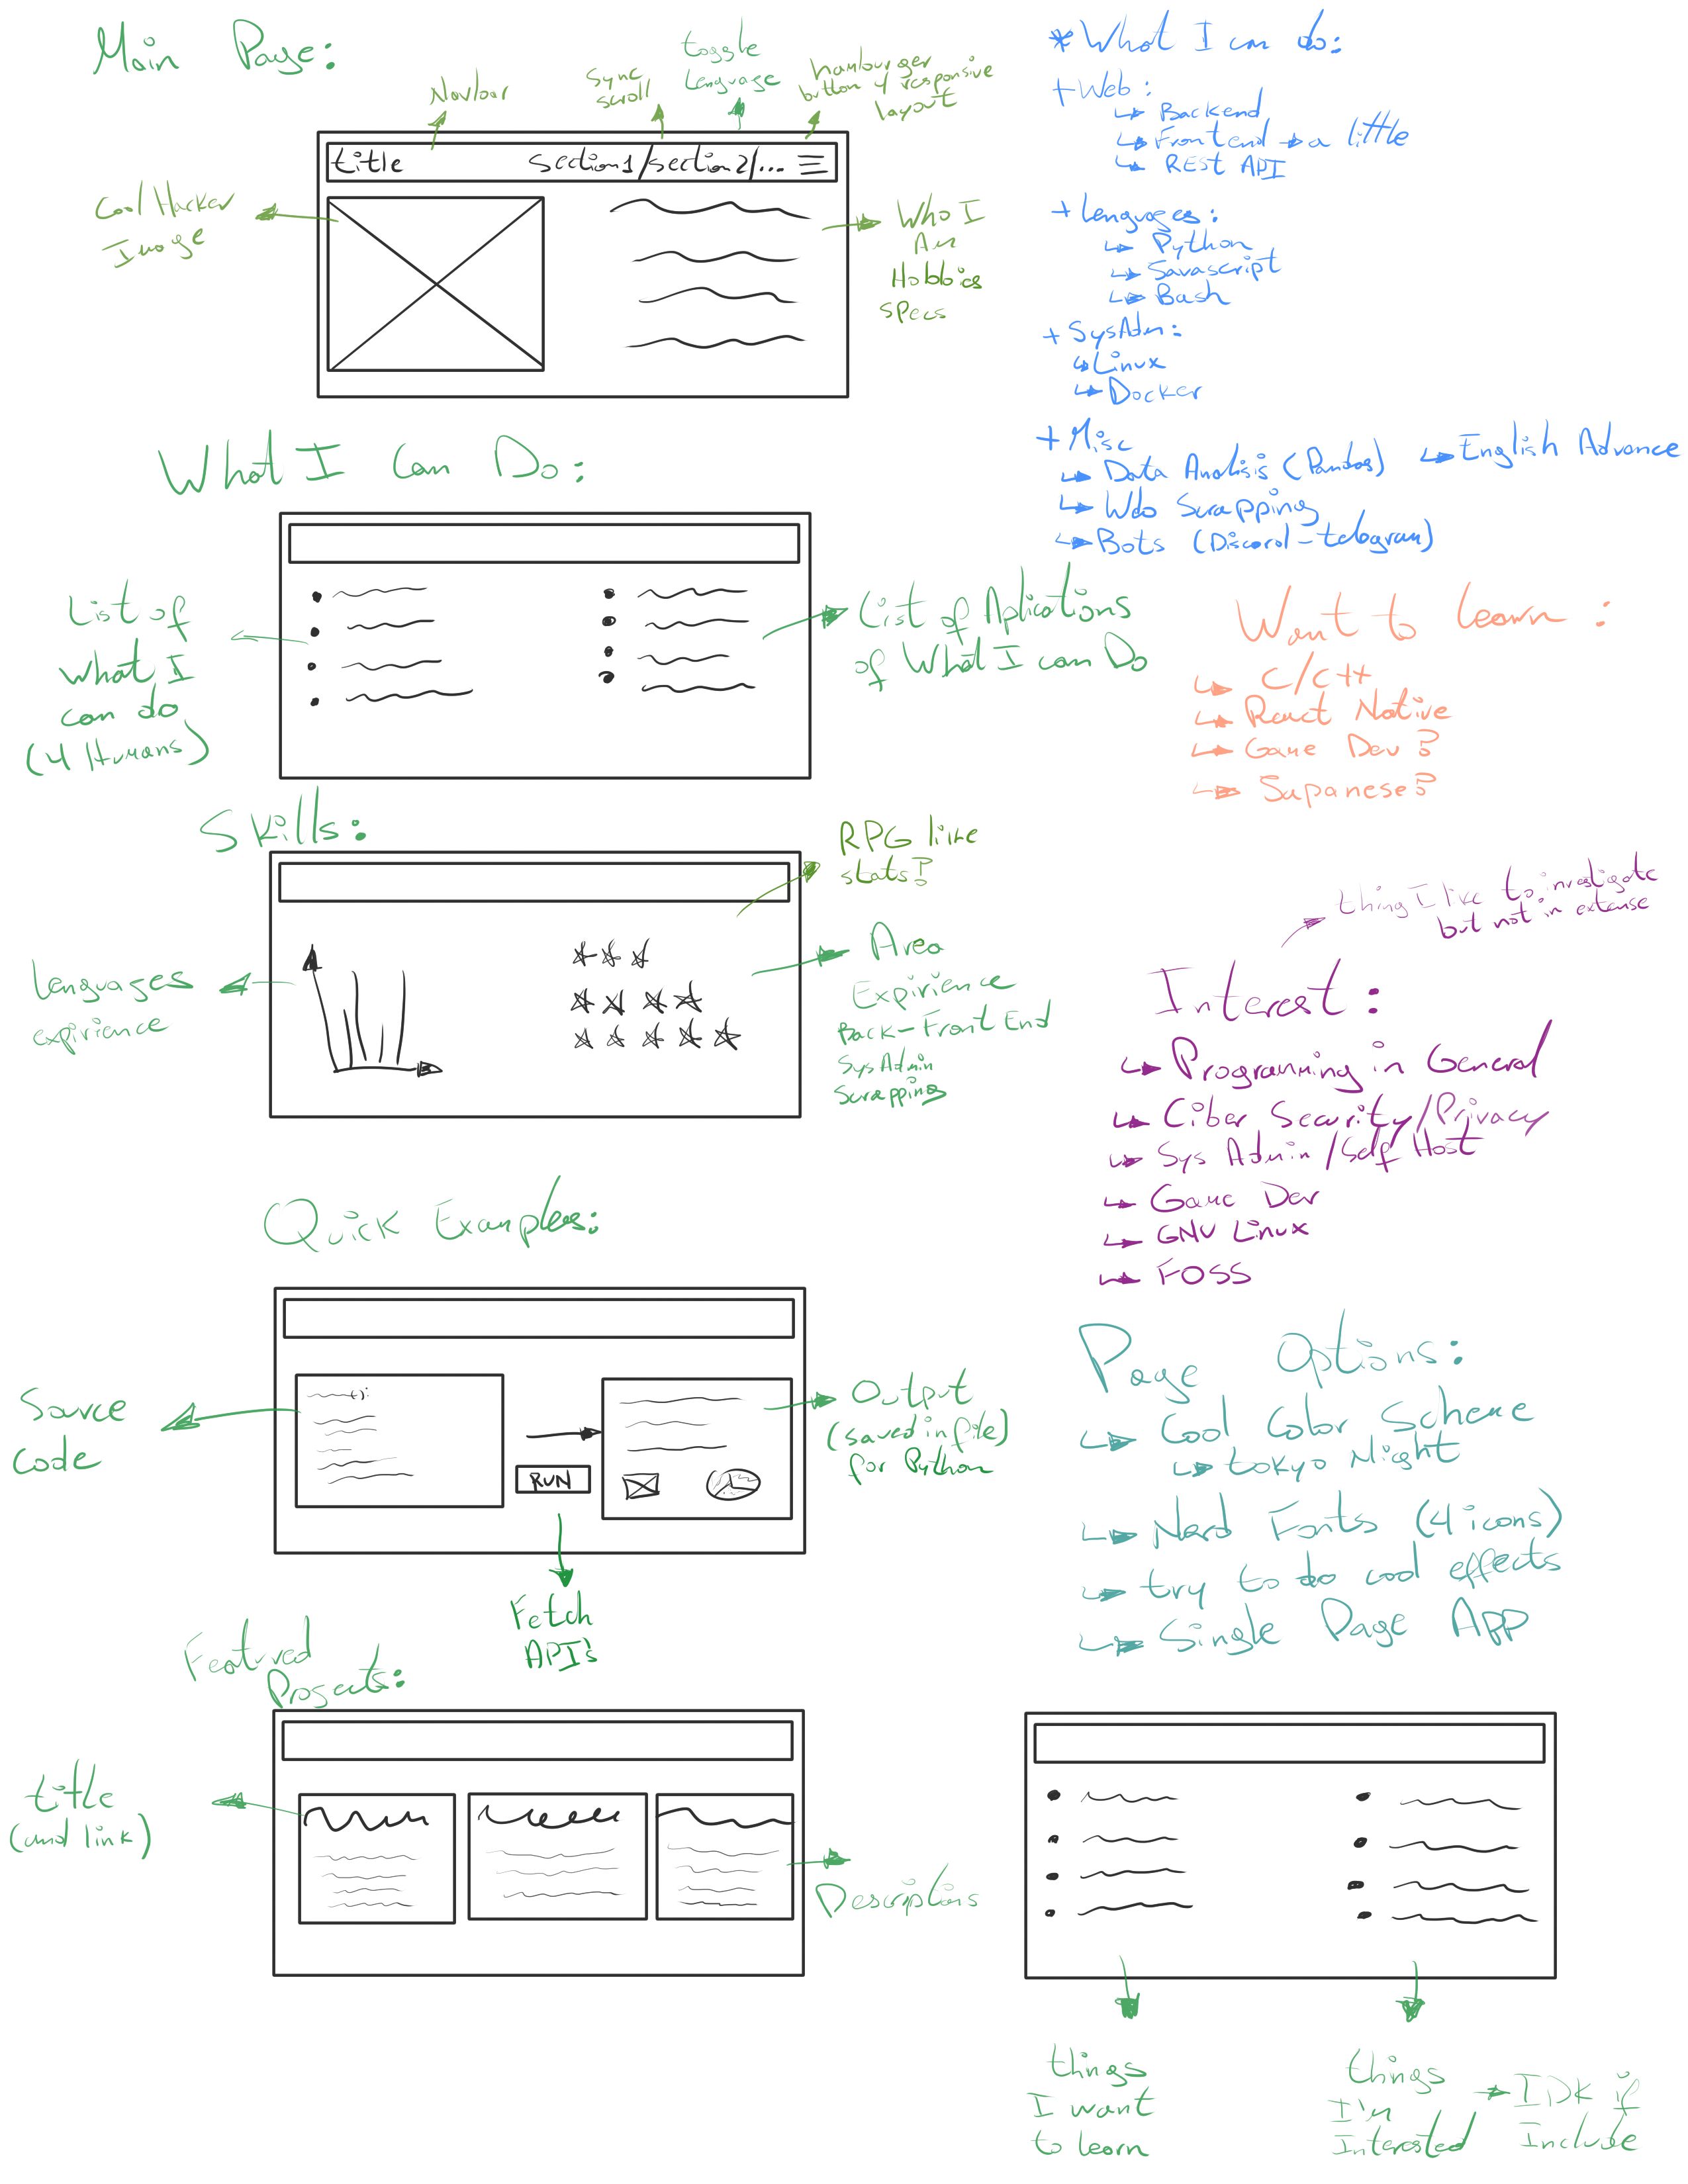 Main Page:
Navbar
Sync
scroll
toggle
lenguage
hamburger
button & responsive
layout
title
section1/section2/...
Cool Hacker
Image
Who I
Am
Hobbies
specs
What I Can Do:
List of
what I
can do
(4 Humans)
List of Aplications
of What I can Do
Skills:
RPG like
stats?
lenguages
expiriance
Area
Expirience
Back-Front End
SysAdmin
Scrapping
Quick Examples:
Source
code
RUN
Output
(saved in file)
for Python
Fetch
API's
Featured
Projects:
title
(and link)
Descriptions
*What I can do:
+Web:
Backend
Frontend → a little
REST API
+ lenguages:
Python
Javascript
Bash
+ SysAdm:
Linux
Docker
+ Misc
Data Analisis (Pandas)
English Advance
Web Scrapping
Bots (Discord-telegram)
Want to learn:
C/C++
React Native
Game Dev?
Japanese?
thing I like to investigate
but not in extense
Interest:
Programming in General
Ciber Security/Privacy
Sys Admin/Self Host
Game Dev
GNU Linux
FOSS
Page Options:
Cool Color Scheme
tokyo Night
Nerd Fonts (4 icons)
try to do cool effects
Single Page App
things
I want
to learn
things
I'm
Interested
IDK if
Include